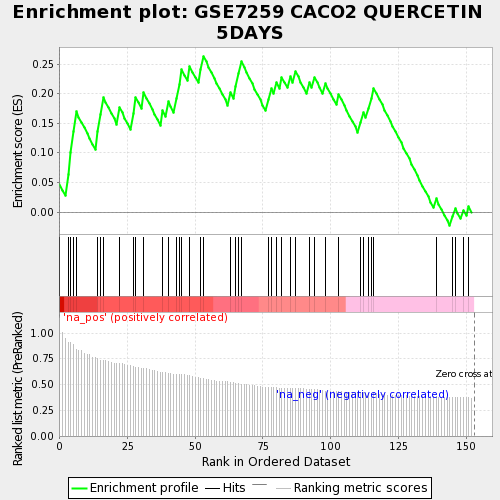 Enrichment plot: GSE7259 CACO2 QUERCETIN
5DAYS
Enrichment score (ES)
0.25
0.20
0.15
0.10
0.05
0.00
'na_pos' (positively correlated)
Ranked list metric (PreRanked)
1.00
0.75
0.50
0.25
0.00
Zero cross at
'na_neg' (negatively correlated)
0
25
50
75
100
125
150
Rank in Ordered Dataset
Enrichment profile
Hits
Ranking metric scores